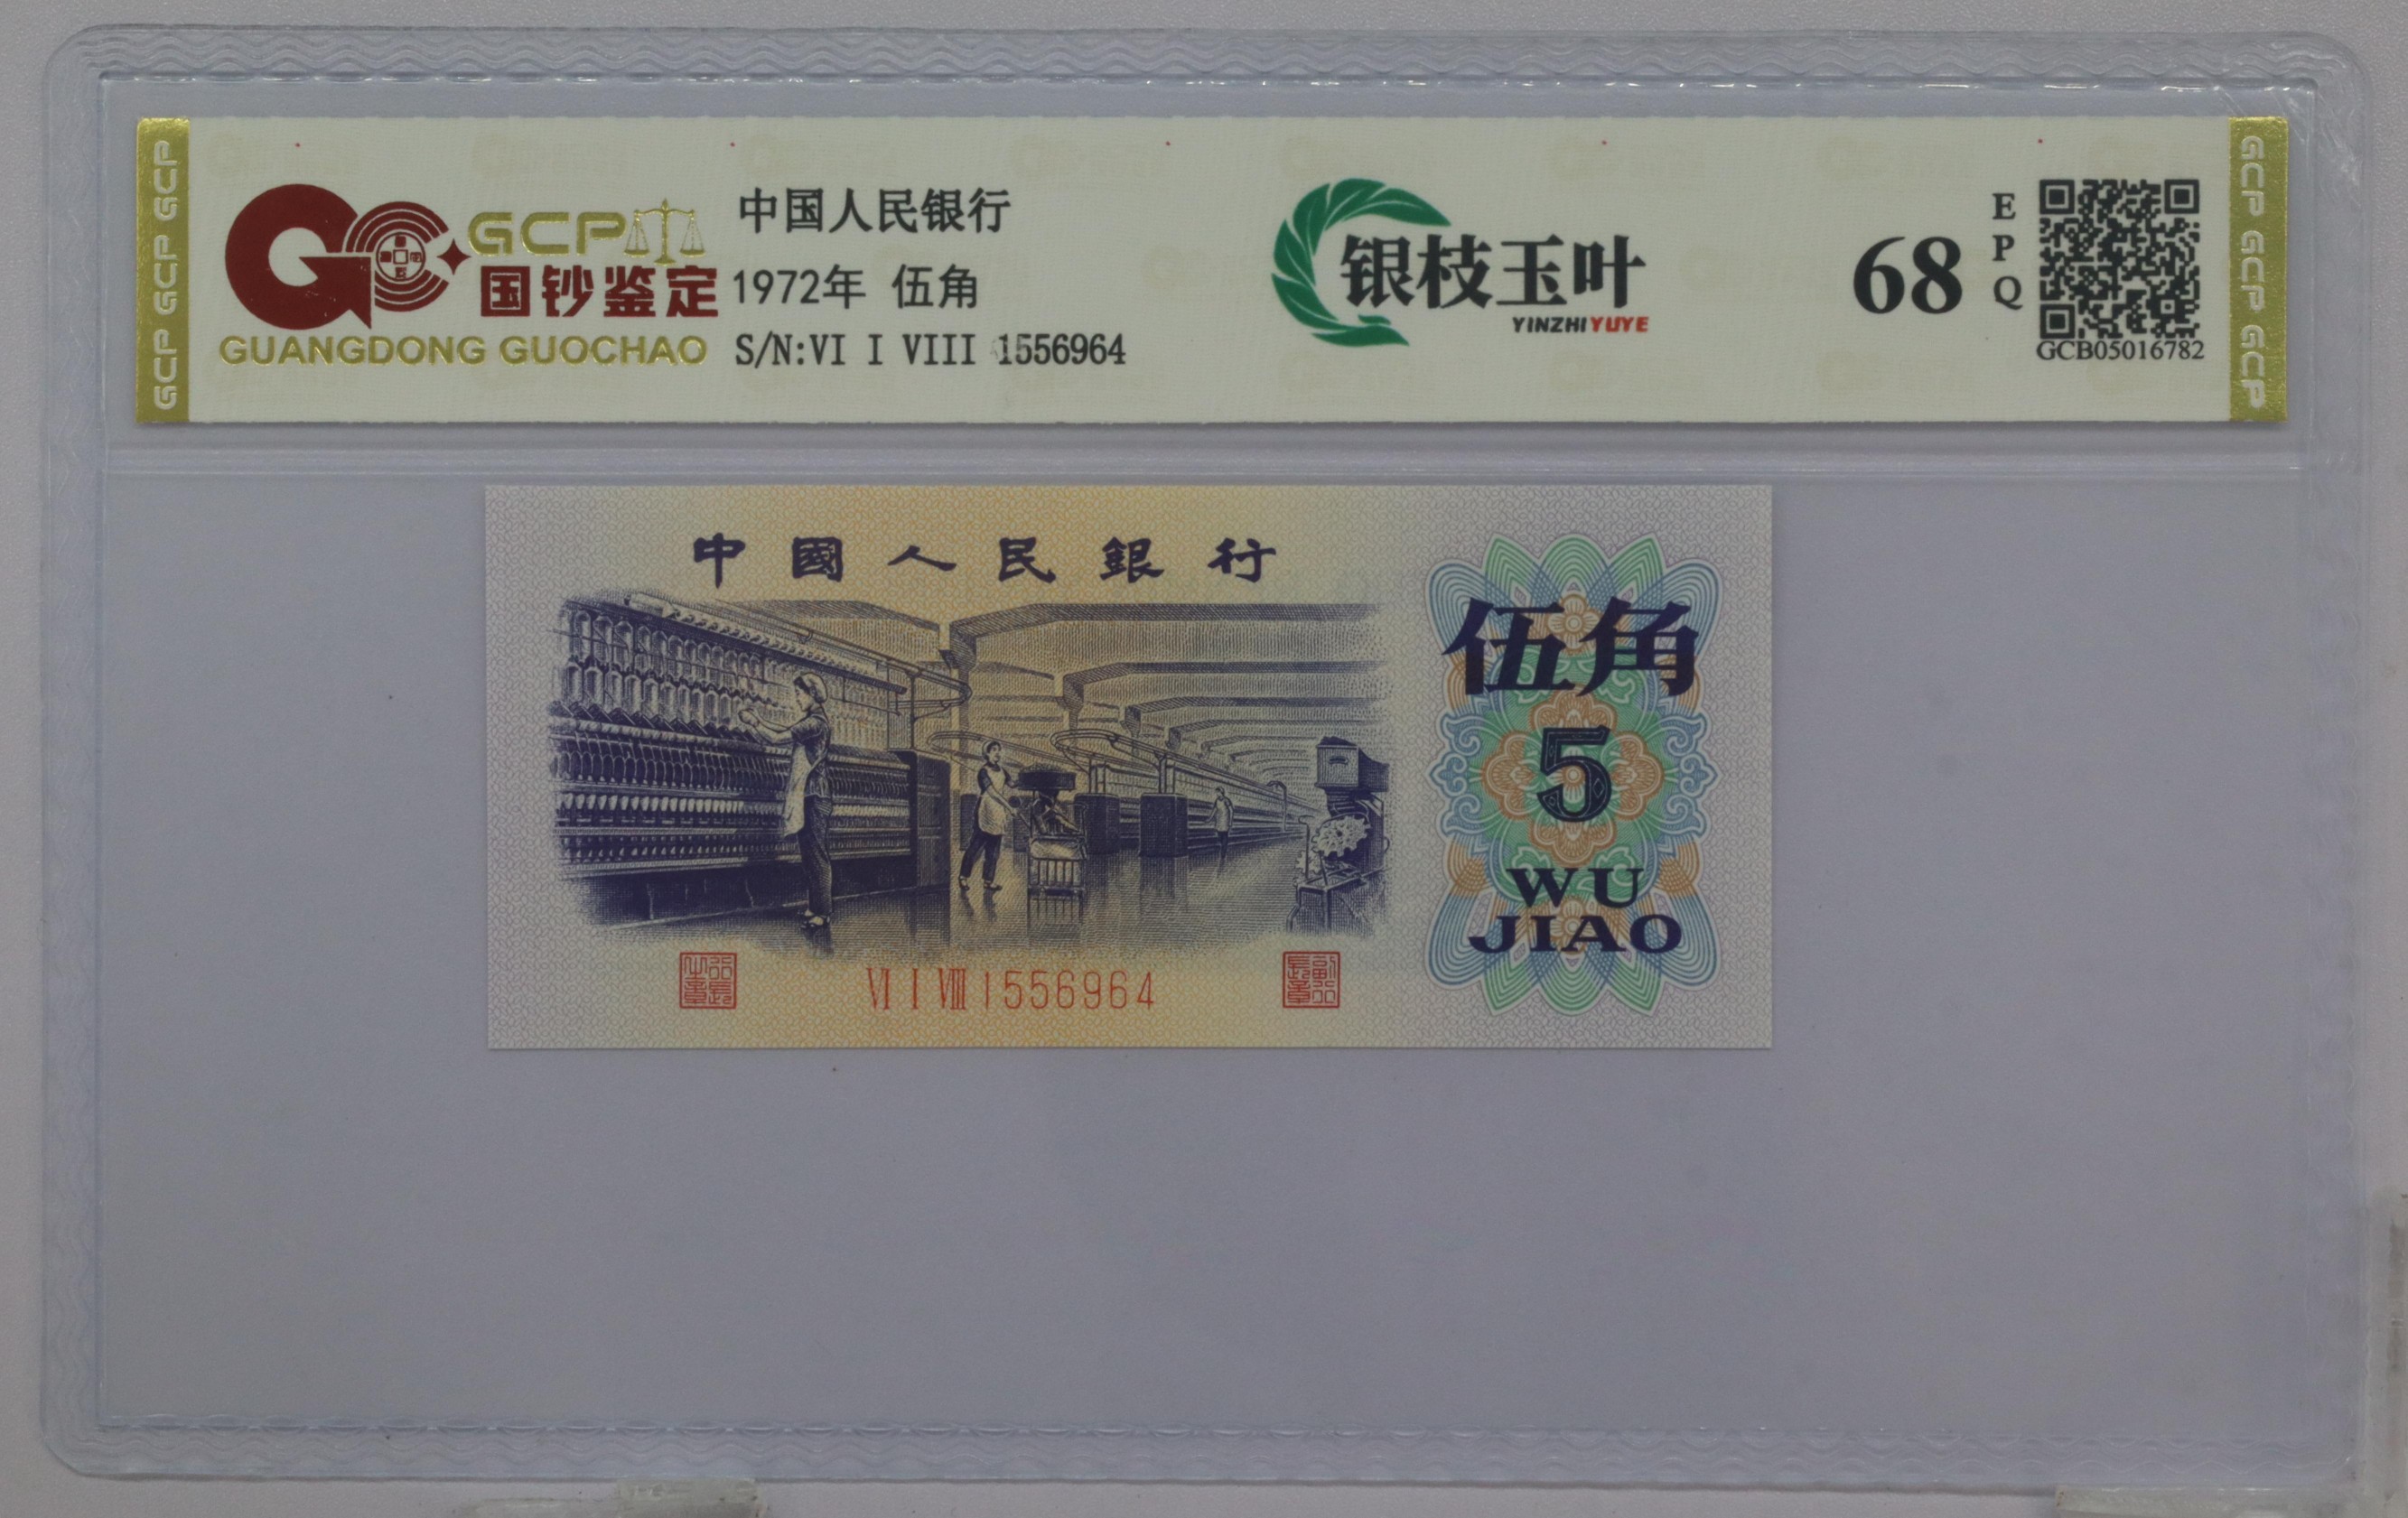 GCP GCP GCP
GCP
国钞鉴定
GUANGDONG GUOCHAO
中国人民银行
1972年 伍角
S/N:VI I VIII 1556964
银枝玉叶
YINZHIYUYE
68
EPQ
GCB05016782
GCP GCP GCP
中國人民銀行
伍角
5
WU
JIAO
VI I VIII 1556964